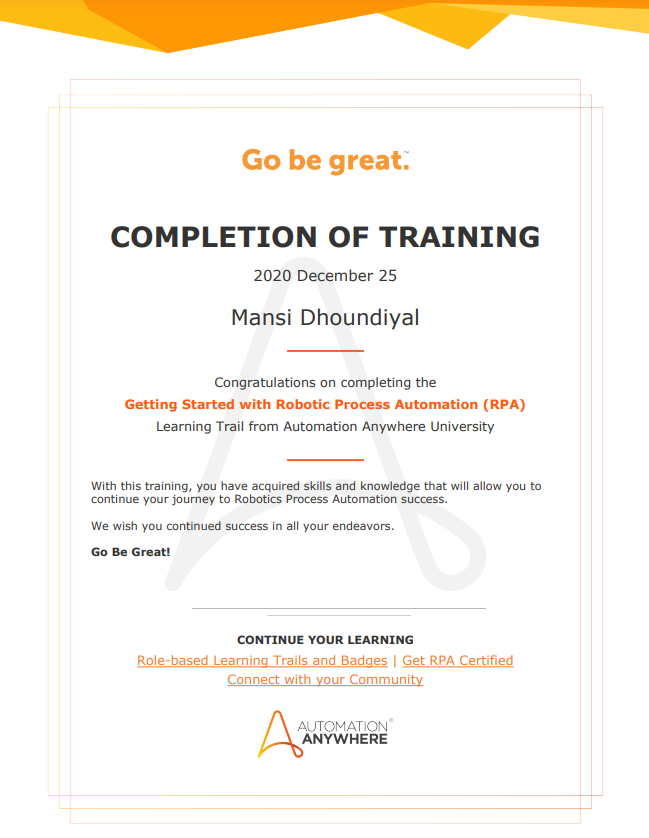 Go be great.™
COMPLETION OF TRAINING
2020 December 25
Mansi Dhoundiyal
Congratulations on completing the
Getting Started with Robotic Process Automation (RPA)
Learning Trail from Automation Anywhere University
With this training, you have acquired skills and knowledge that will allow you to
continue your journey to Robotics Process Automation success.
We wish you continued success in all your endeavors.
Go Be Great!
CONTINUE YOUR LEARNING
Role-based Learning Trails and Badges | Get RPA Certified
Connect with your Community
AUTOMATION®
ANYWHERE